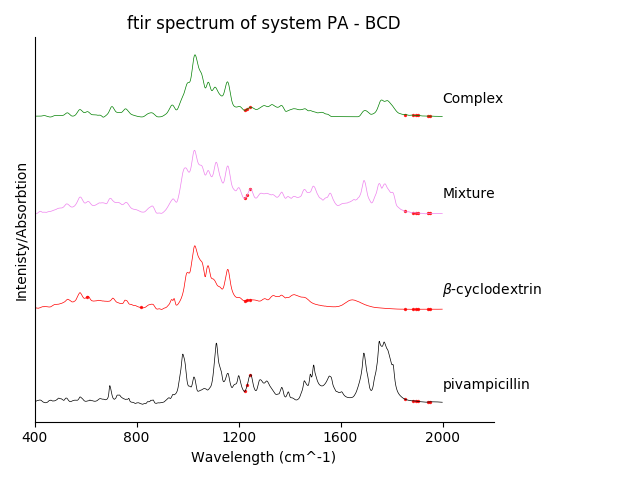 ftir spectrum of system PA - BCD
Complex
Mixture
β-cyclodextrin
pivampicillin
Intenisty/Absorbtion
400 800 1200 1600 2000
Wavelength (cm^-1)